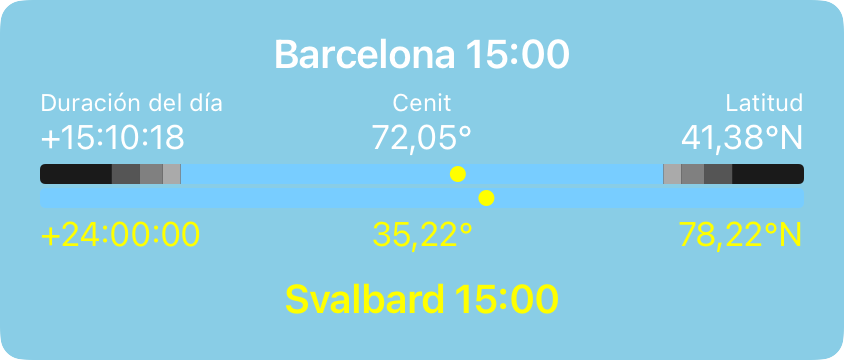 Barcelona 15:00
Duración del día Cenit Latitud
+15:10:18 72,05° 41,38°N
+24:00:00 35,22° 78,22°N
Svalbard 15:00